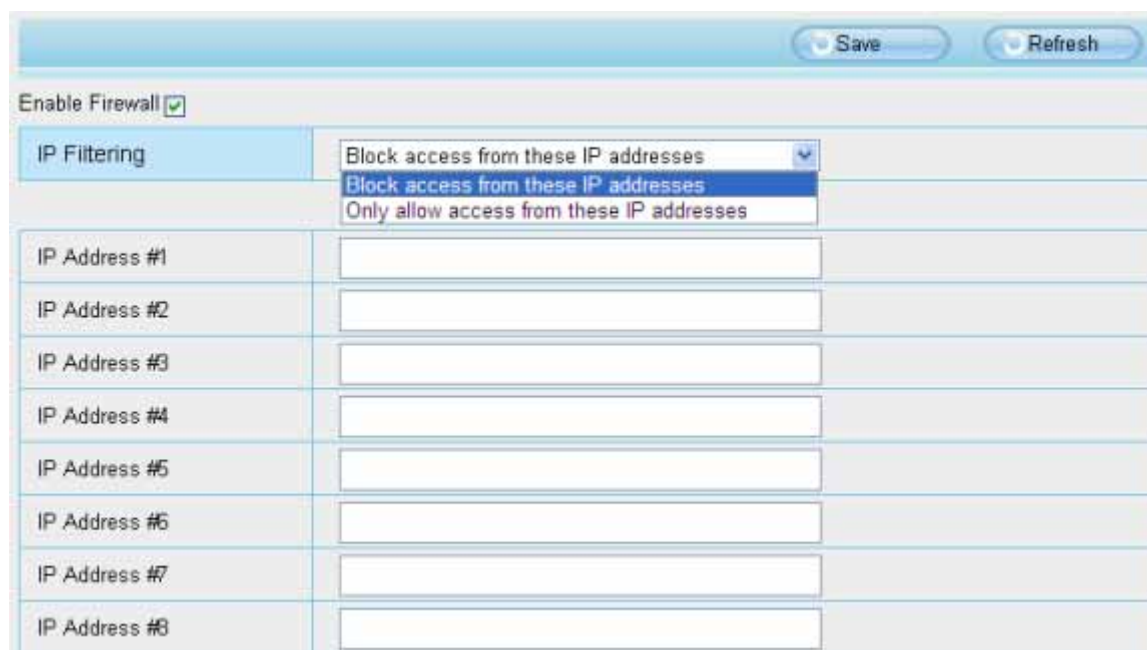 Save Refresh
Enable Firewall
IP Filtering Block access from these IP addresses
Block access from these IP addresses
Only allow access from these IP addresses
IP Address #1
IP Address #2
IP Address #3
IP Address #4
IP Address #5
IP Address #6
IP Address #7
IP Address #8